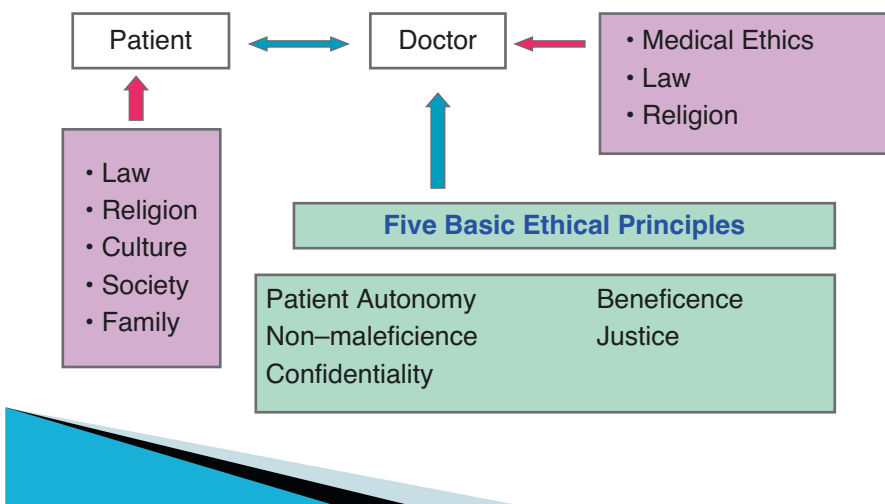 Patient
Doctor
• Medical Ethics
• Law
• Religion
• Law
• Religion
• Culture
• Society
• Family
Five Basic Ethical Principles
Patient Autonomy
Beneficence
Non–maleficience
Justice
Confidentiality